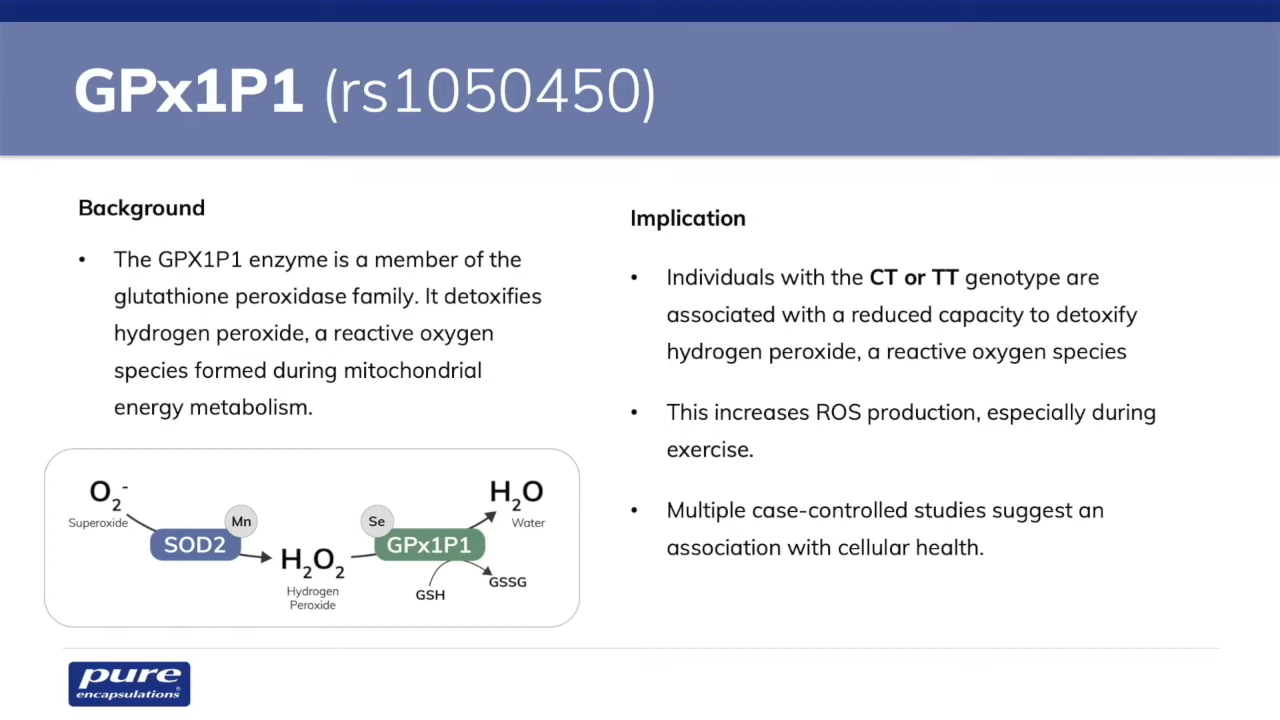 GPx1P1 (rs1050450)
Background
• The GPX1P1 enzyme is a member of the
glutathione peroxidase family. It detoxifies
hydrogen peroxide, a reactive oxygen
species formed during mitochondrial
energy metabolism.
O2-
Superoxide
SOD2
Mn
H2O2
Hydrogen
Peroxide
Se
GPx1P1
H2O
Water
GSH
GSSG
Implication
• Individuals with the CT or TT genotype are
associated with a reduced capacity to detoxify
hydrogen peroxide, a reactive oxygen species
• This increases ROS production, especially during
exercise.
• Multiple case-controlled studies suggest an
association with cellular health.
pure
encapsulations®